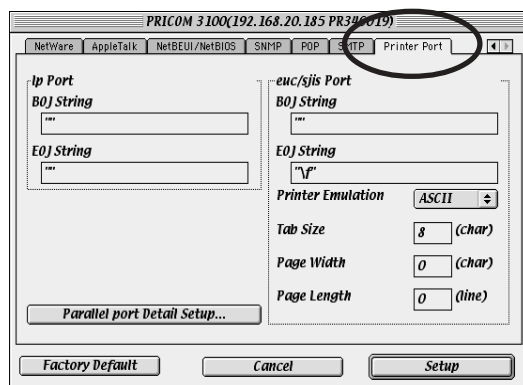 PRICOM 3100(192.168.20.185 PR346019)
NetWare AppleTalk NetBEUI/NetBIOS SNMP POP SMTP Printer Port
lp Port
BOJ String
""
EOJ String
""
Parallel port Detail Setup...
euc/sjis Port
BOJ String
""
EOJ String
"\f"
Printer Emulation ASCII
Tab Size 8 (char)
Page Width 0 (char)
Page Length 0 (line)
Factory Default Cancel Setup